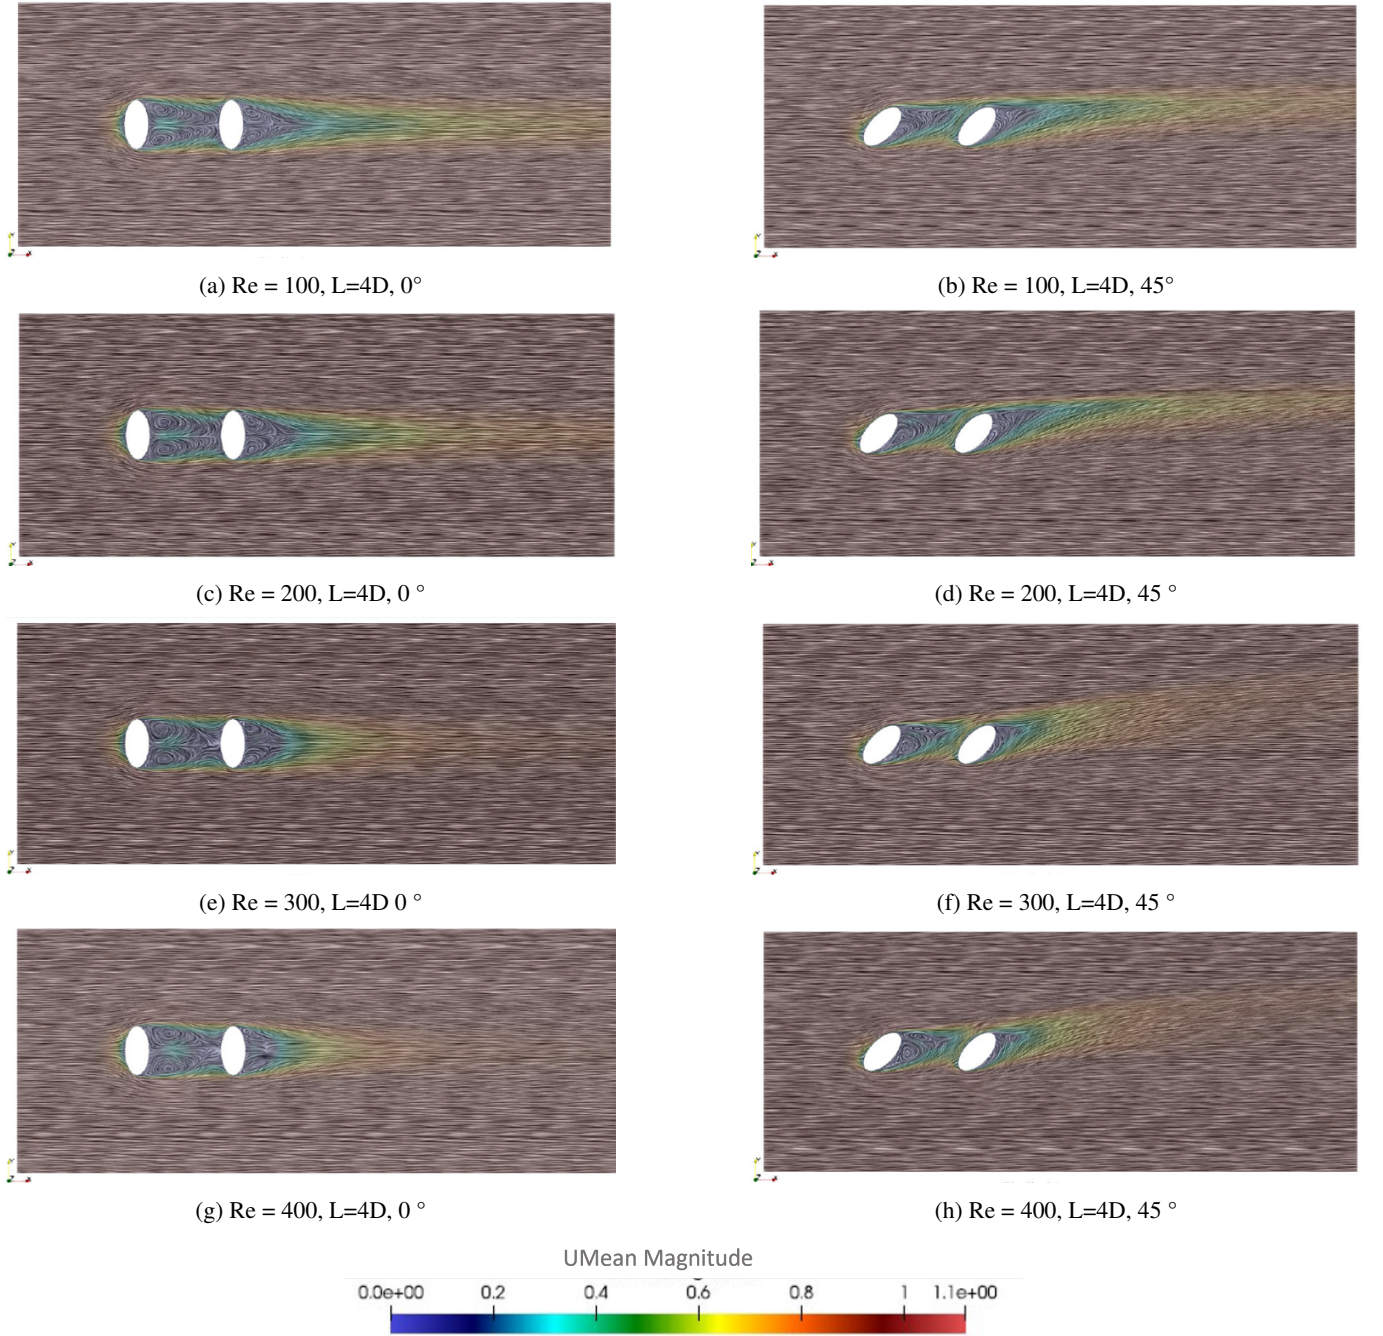 (a) Re = 100, L=4D, 0°
(b) Re = 100, L=4D, 45°
(c) Re = 200, L=4D, 0 °
(d) Re = 200, L=4D, 45 °
(e) Re = 300, L=4D 0 °
(f) Re = 300, L=4D, 45 °
(g) Re = 400, L=4D, 0 °
(h) Re = 400, L=4D, 45 °
UMean Magnitude
0.0e+00 0.2 0.4 0.6 0.8 1 1.1e+00